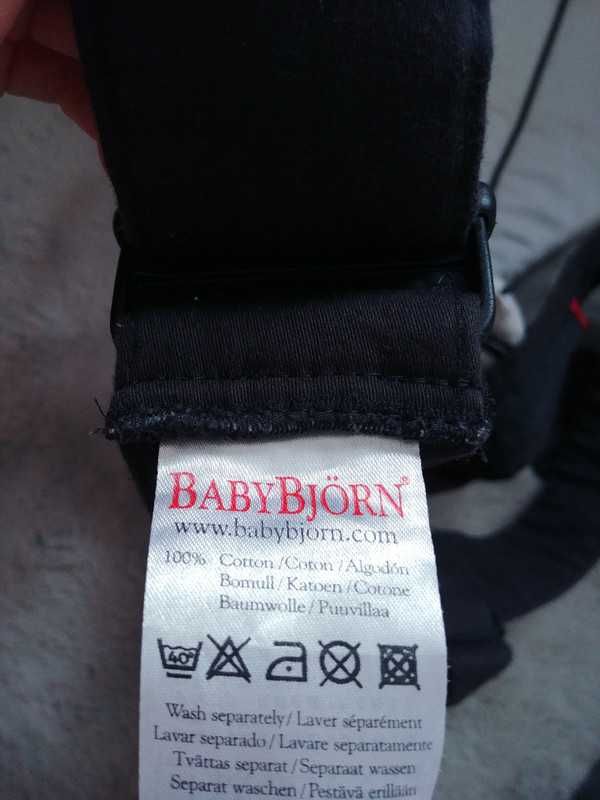 BABYBJÖRN®
www.babybjorn.com
100% Cotton/Coton/Algodón
Bomull/Katoen/Cotone
Baumwolle/Puuvillaa
40°
Wash separately/Laver séparément
Lavar separado/Lavare separatamente
Tvättas separat/Separaat wassen
Separat waschen/Pestävä erillään